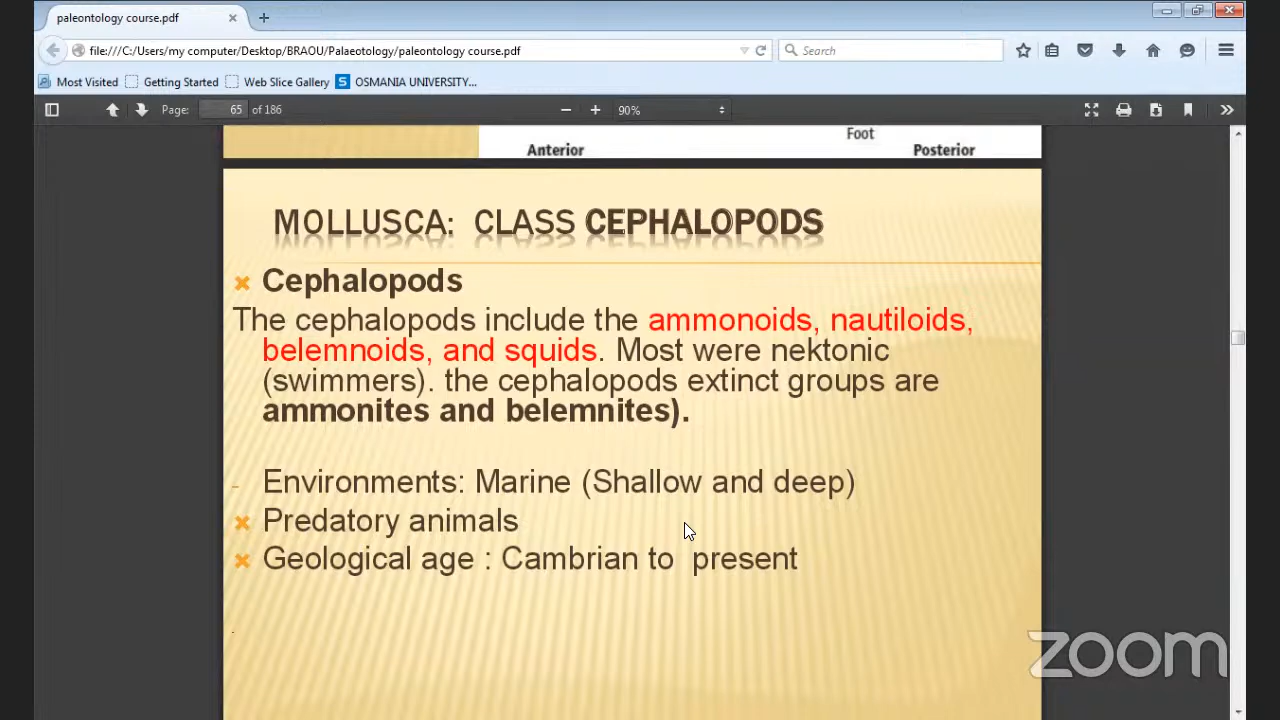 paleontology course.pdf
file:///C:/Users/my computer/Desktop/BRAOU/Palaeotology/paleontology course.pdf
Search
Most Visited Getting Started Web Slice Gallery S OSMANIA UNIVERSITY...
Page: 65 of 186 90%
Foot
Anterior Posterior
MOLLUSCA: CLASS CEPHALOPODS
Cephalopods
The cephalopods include the ammonoids, nautiloids,
belemnoids, and squids. Most were nektonic
(swimmers). the cephalopods extinct groups are
ammonites and belemnites).
- Environments: Marine (Shallow and deep)
Predatory animals
Geological age : Cambrian to present
zoom